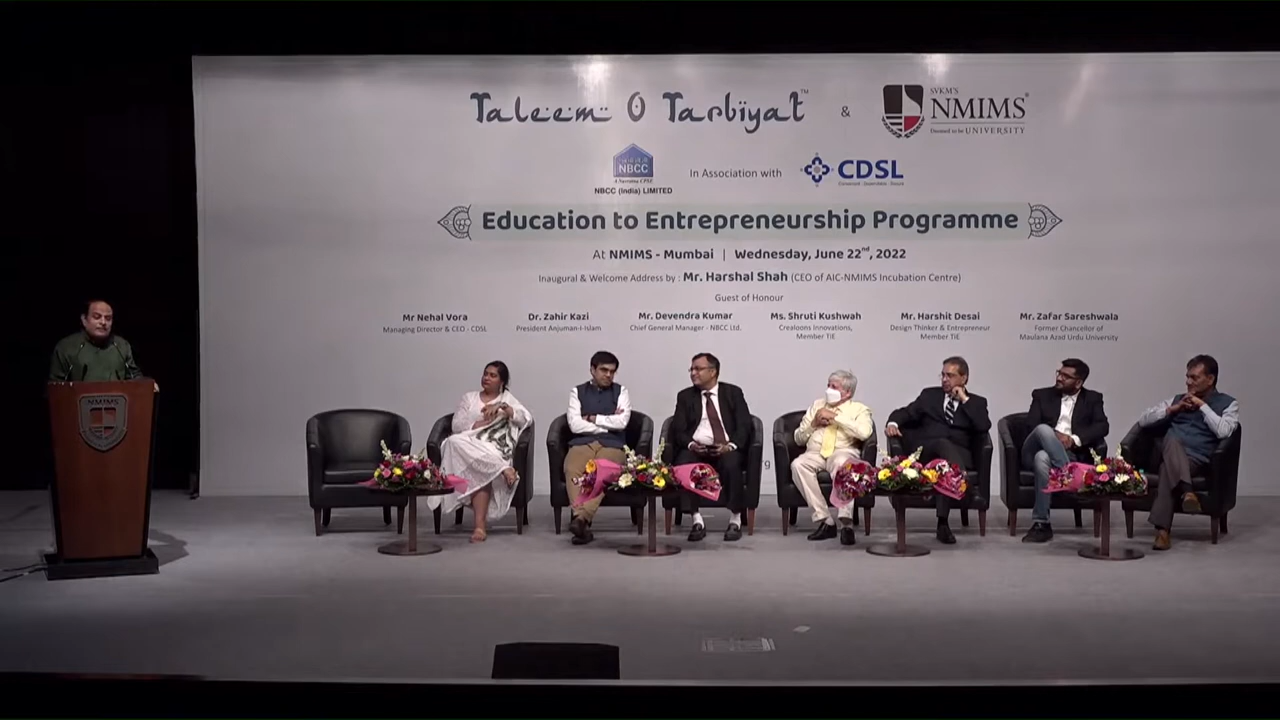 Taleem O Tarbiyat™ & SVKM'S NMIMS®
Deemed to be UNIVERSITY
NBCC
A Navratna CPSE
NBCC (India) LIMITED
In Association with
CDSL
Education to Entrepreneurship Programme
At NMIMS - Mumbai | Wednesday, June 22nd, 2022
Inaugural & Welcome Address by : Mr. Harshal Shah (CEO of AIC-NMIMS Incubation Centre)
Guest of Honour
Mr Nehal Vora
Managing Director & CEO - CDSL
Dr. Zahir Kazi
President Anjuman-I-Islam
Mr. Devendra Kumar
Chief General Manager - NBCC Ltd.
Ms. Shruti Kushwah
Crealoons Innovations,
Member TiE
Mr. Harshit Desai
Design Thinker & Entrepreneur
Member TiE
Mr. Zafar Sareshwala
Former Chancellor of
Maulana Azad Urdu University
NMIMS